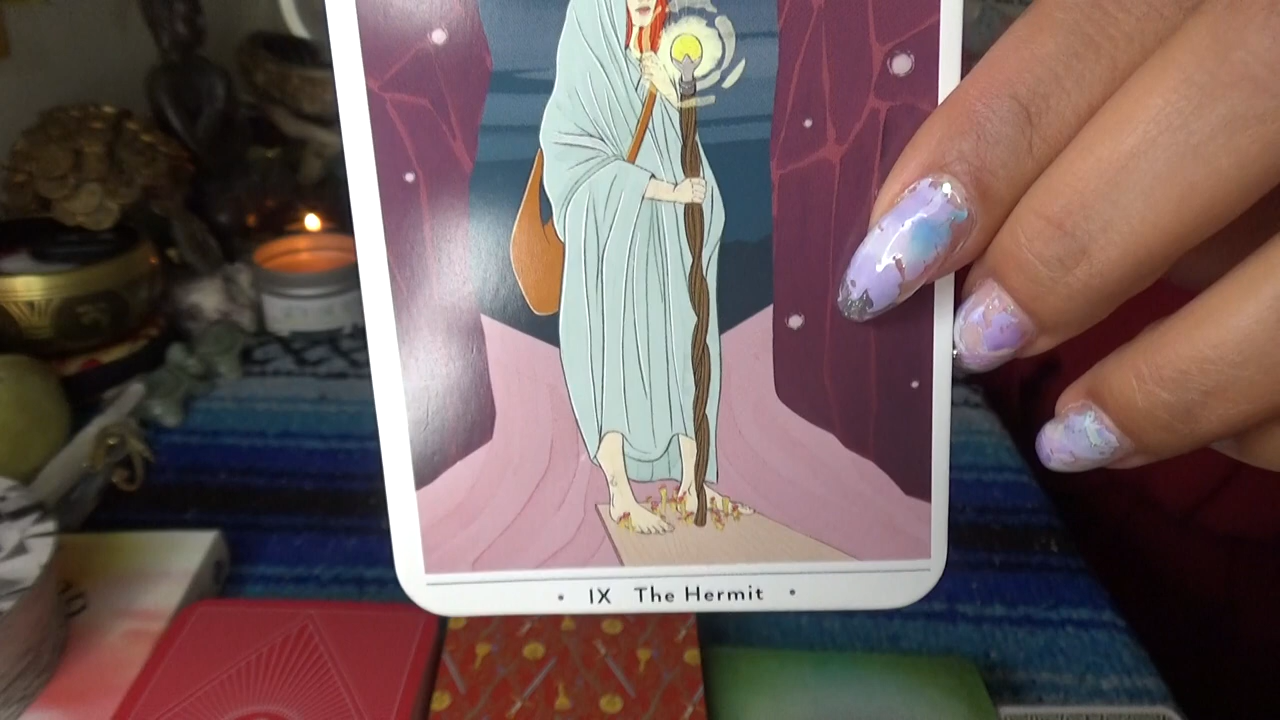 • IX The Hermit •